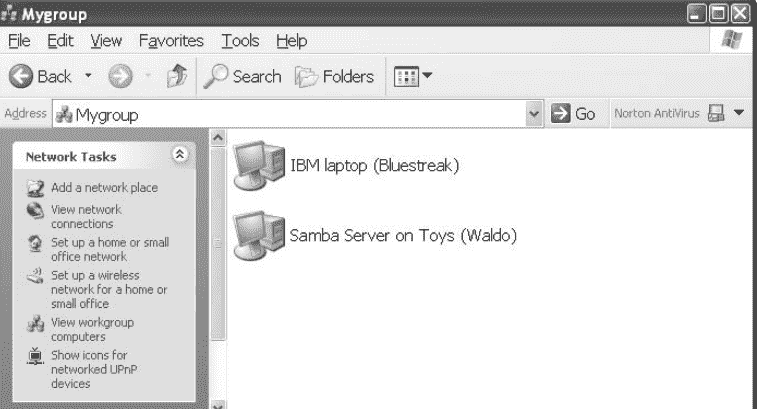 Mygroup
File Edit View Favorites Tools Help
Back Search Folders
Address Mygroup Go Norton AntiVirus
Network Tasks
Add a network place
View network
connections
Set up a home or small
office network
Set up a wireless
network for a home or
small office
View workgroup
computers
Show icons for
networked UPnP
devices
IBM laptop (Bluestreak)
Samba Server on Toys (Waldo)